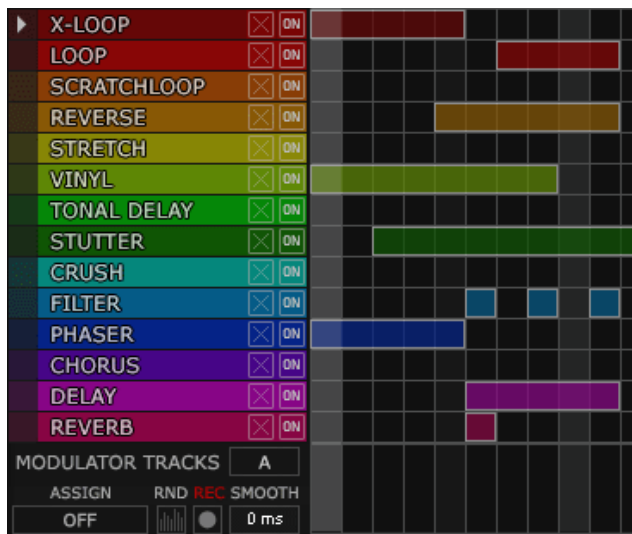 X-LOOP ON
LOOP ON
SCRATCHLOOP ON
REVERSE ON
STRETCH ON
VINYL ON
TONAL DELAY ON
STUTTER ON
CRUSH ON
FILTER ON
PHASER ON
CHORUS ON
DELAY ON
REVERB ON
MODULATOR TRACKS A
ASSIGN RND REC SMOOTH
OFF 0 ms